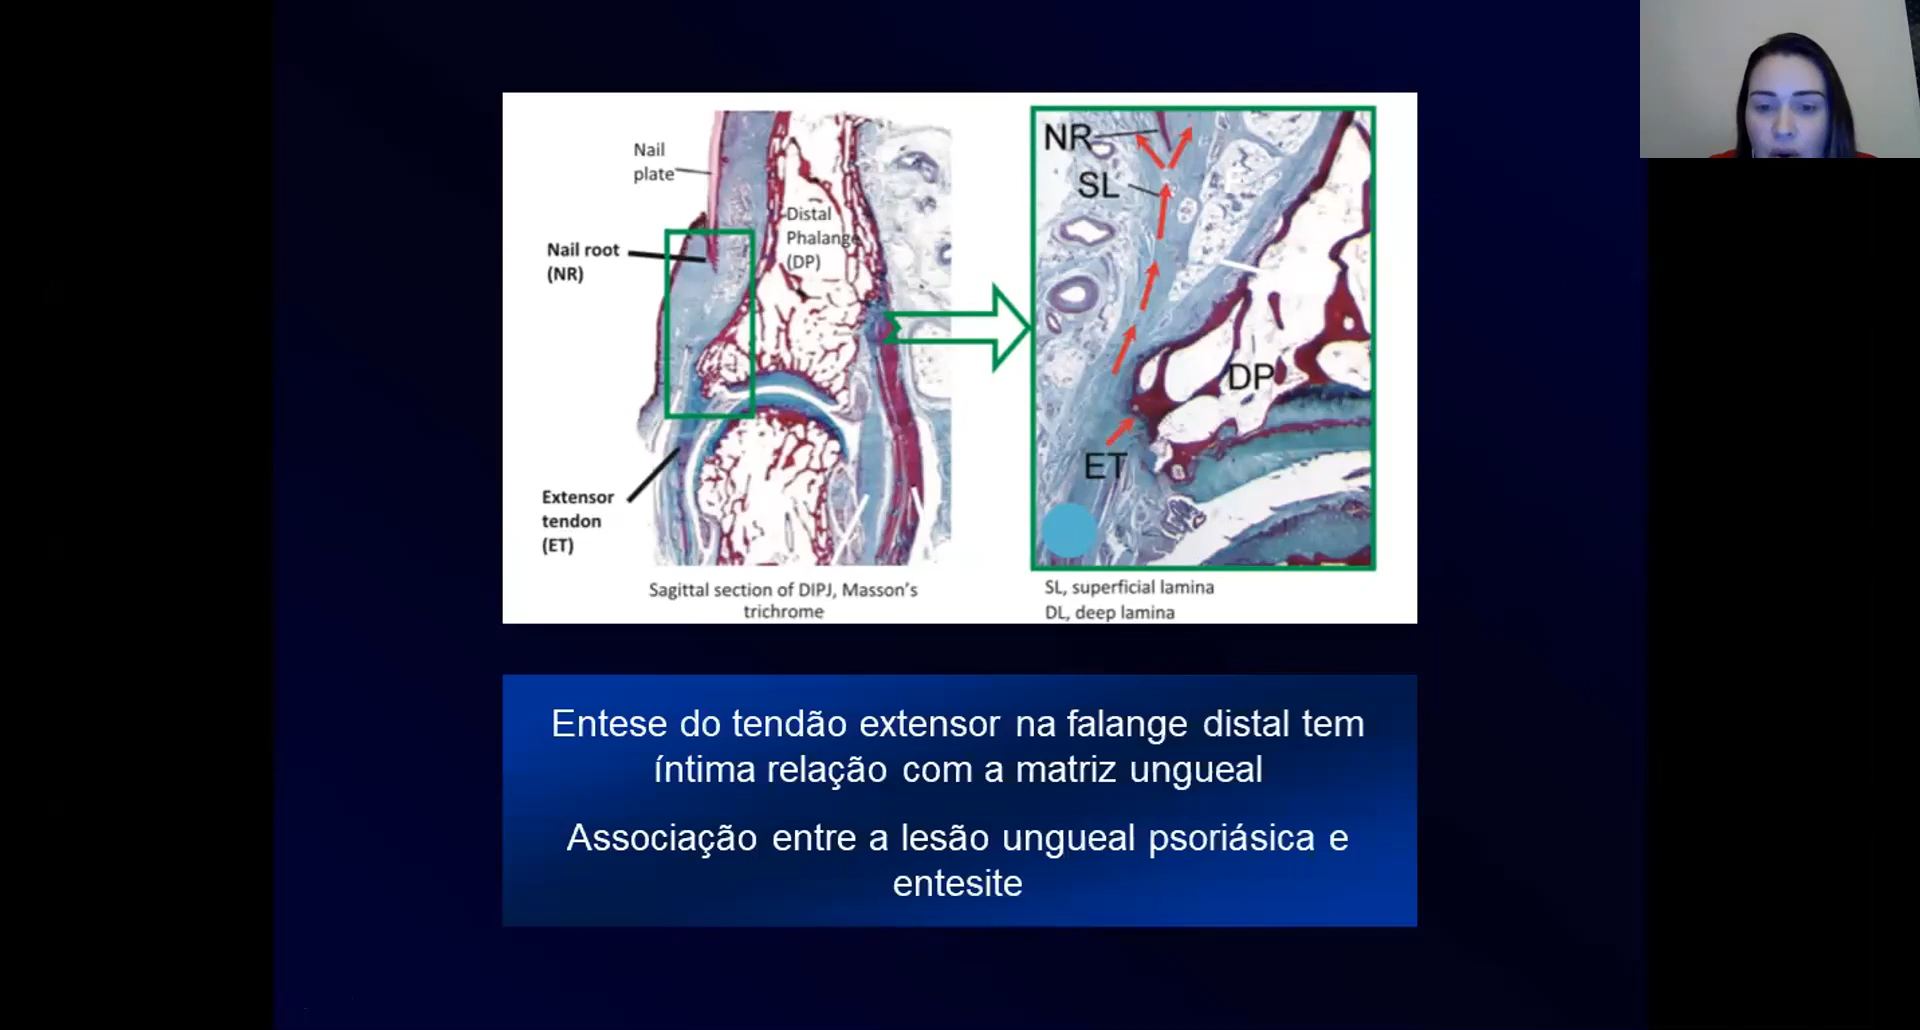 Nail
plate
Nail root
(NR)
Distal
Phalange
(DP)
Extensor
tendon
(ET)
Sagittal section of DIPJ, Masson's
trichrome
NR
SL
DP
ET
SL, superficial lamina
DL, deep lamina
Entese do tendão extensor na falange distal tem
íntima relação com a matriz ungueal
Associação entre a lesão ungueal psoriásica e
entesite